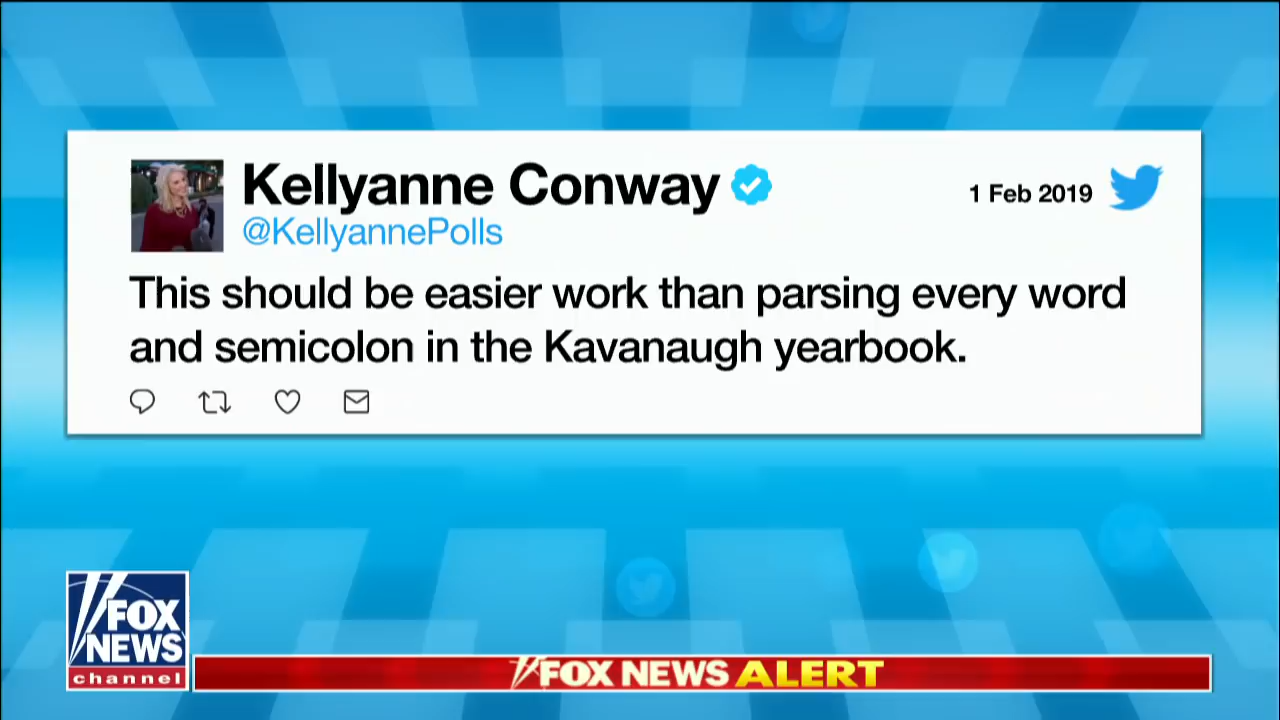 Kellyanne Conway
1 Feb 2019
@KellyannePolls
This should be easier work than parsing every word
and semicolon in the Kavanaugh yearbook.
FOX
NEWS
channel
FOX NEWS ALERT